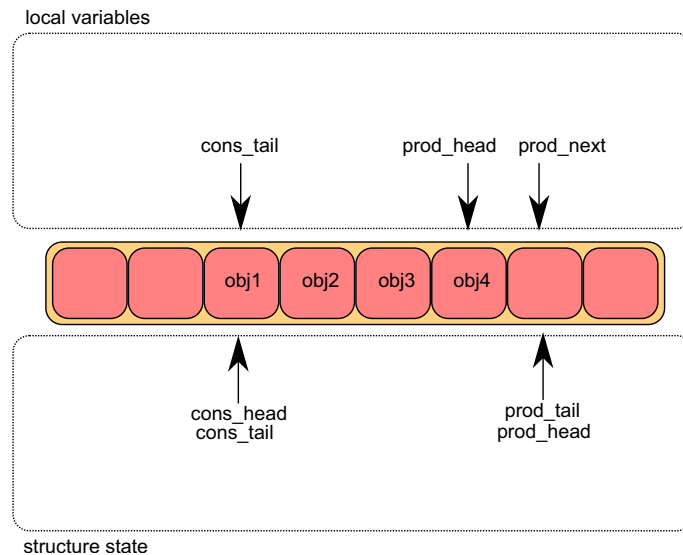 local variables
cons_tail prod_head prod_next
obj1 obj2 obj3 obj4
cons_head prod_tail
cons_tail prod_head
structure state